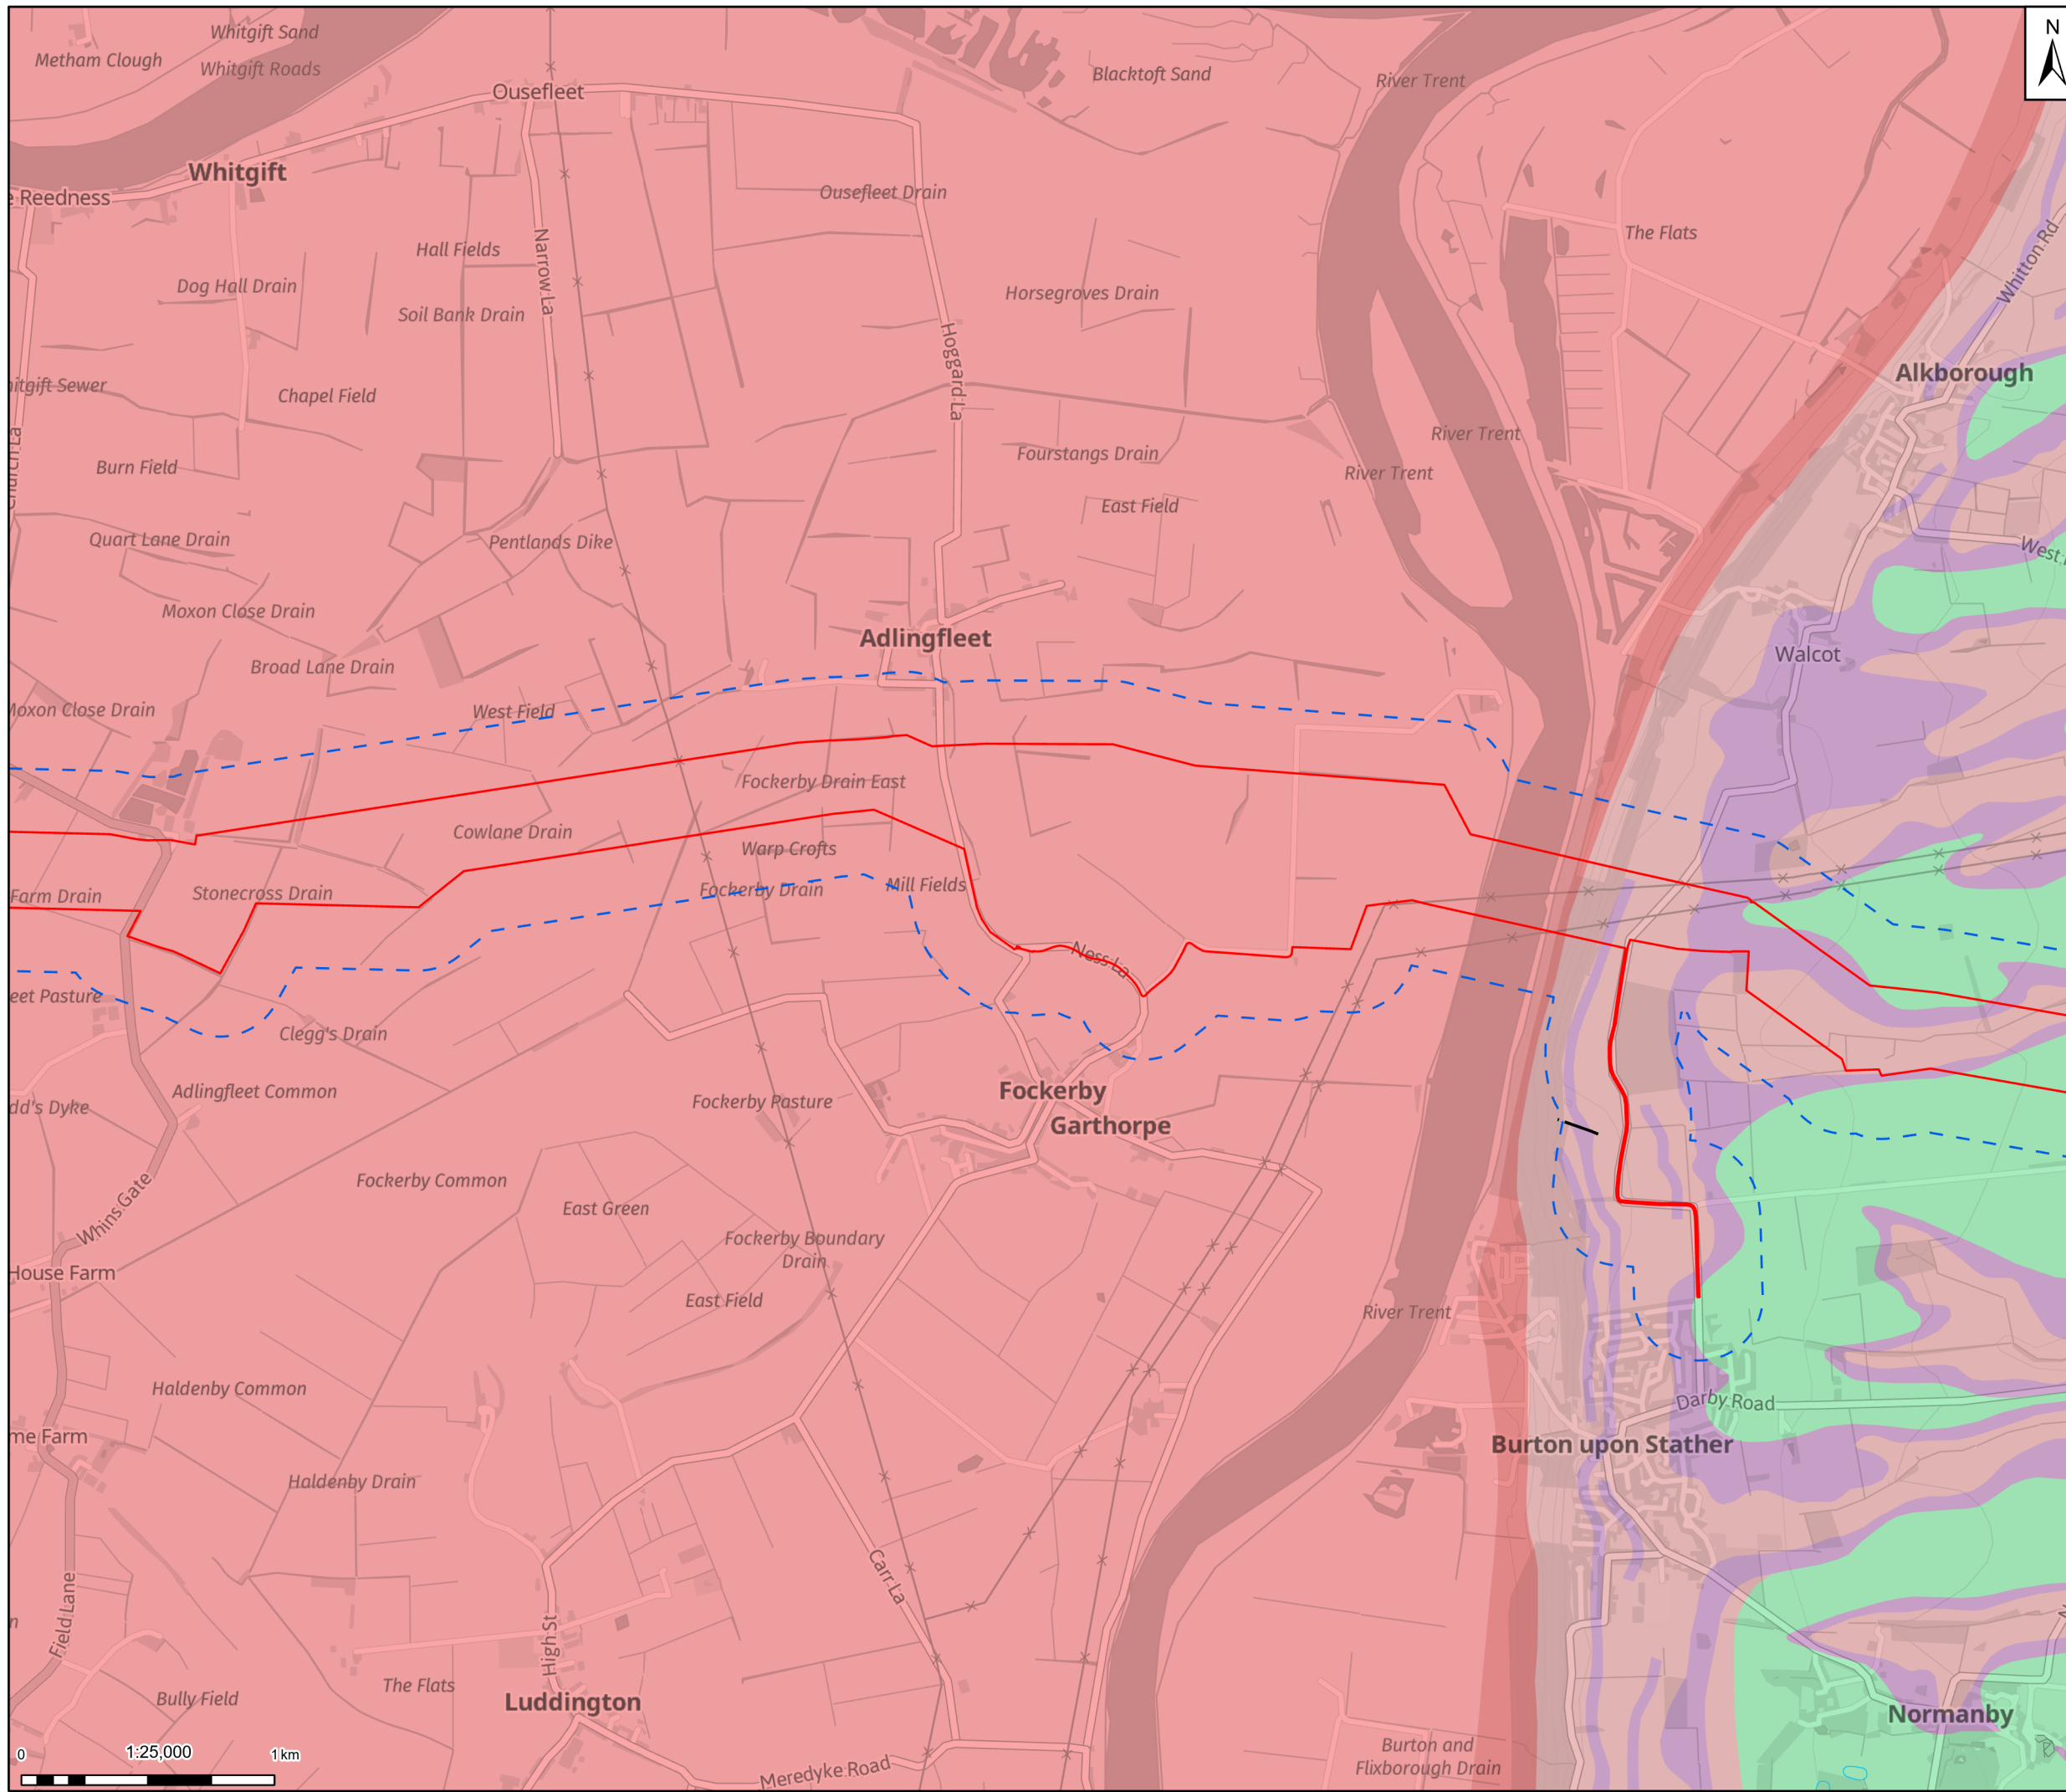 Whitgift Sand
N
Metham Clough
Whitgift Roads
Blacktoft Sand
River Trent
Ousefleet
Whitgift
Reedness
Ousefleet Drain
The Flats
Hall Fields
Narrow La
Whitton Rd
Dog Hall Drain
Horsegroves Drain
Soil Bank Drain
Hoggard La
Alkborough
Sewer
Chapel Field
River Trent
Church La
Burn Field
Fourstangs Drain
River Trent
East Field
Quart Lane Drain
Pentlands Dike
West
Moxon Close Drain
Adlingfleet
Walcot
Broad Lane Drain
Moxon Close Drain
West Field
Fockerby Drain East
Cowlane Drain
Warp Crofts
Farm Drain
Stonecross Drain
Fockerby Drain
Mill Fields
Ness La
eet Pasture
Clegg's Drain
Adlingfleet Common
Fockerby
dd's Dyke
Fockerby Pasture
Garthorpe
Fockerby Common
Whins Gate
East Green
Fockerby Boundary
Drain
House Farm
East Field
River Trent
Haldenby Common
Darby Road
me Farm
Burton upon Stather
Haldenby Drain
Carr La
Field Lane
High St
The Flats
Bully Field
Luddington
Normanby
0 1:25,000 1 km
Meredyke Road
Burton and
Flixborough Drain